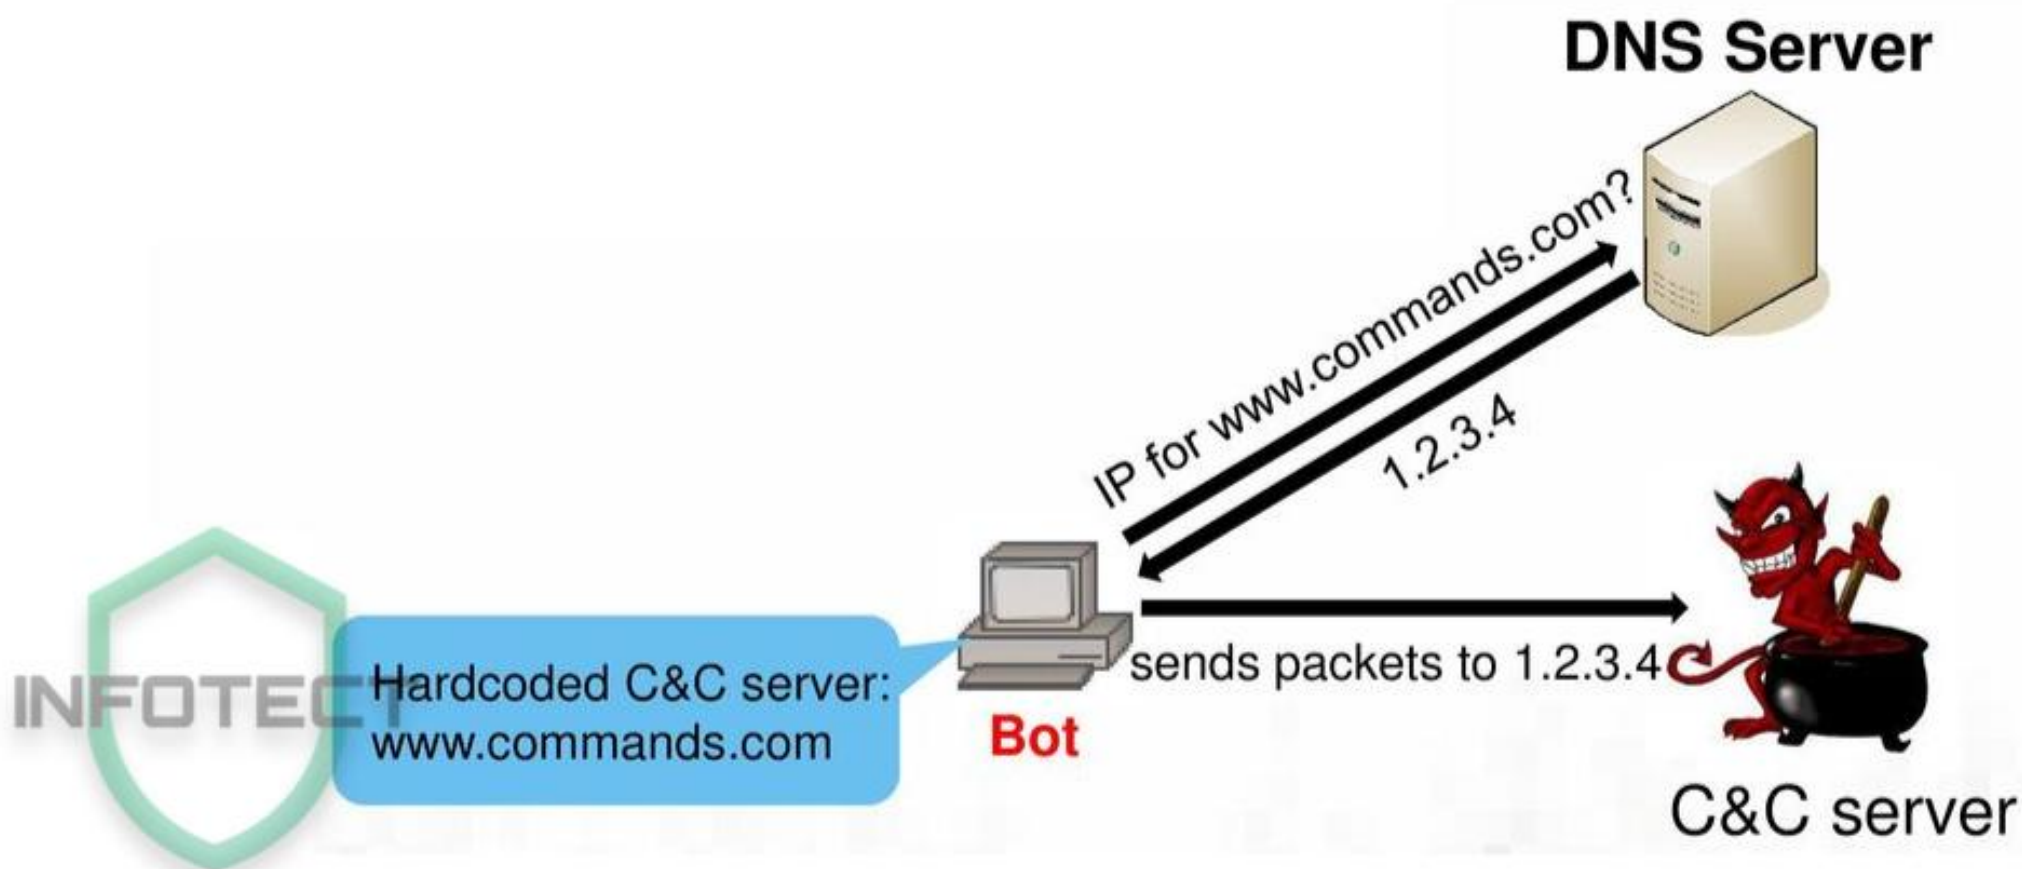 DNS Server
IP for www.commands.com?
1.2.3.4
INFOTECT
Hardcoded C&C server:
www.commands.com
sends packets to 1.2.3.4
Bot
C&C server